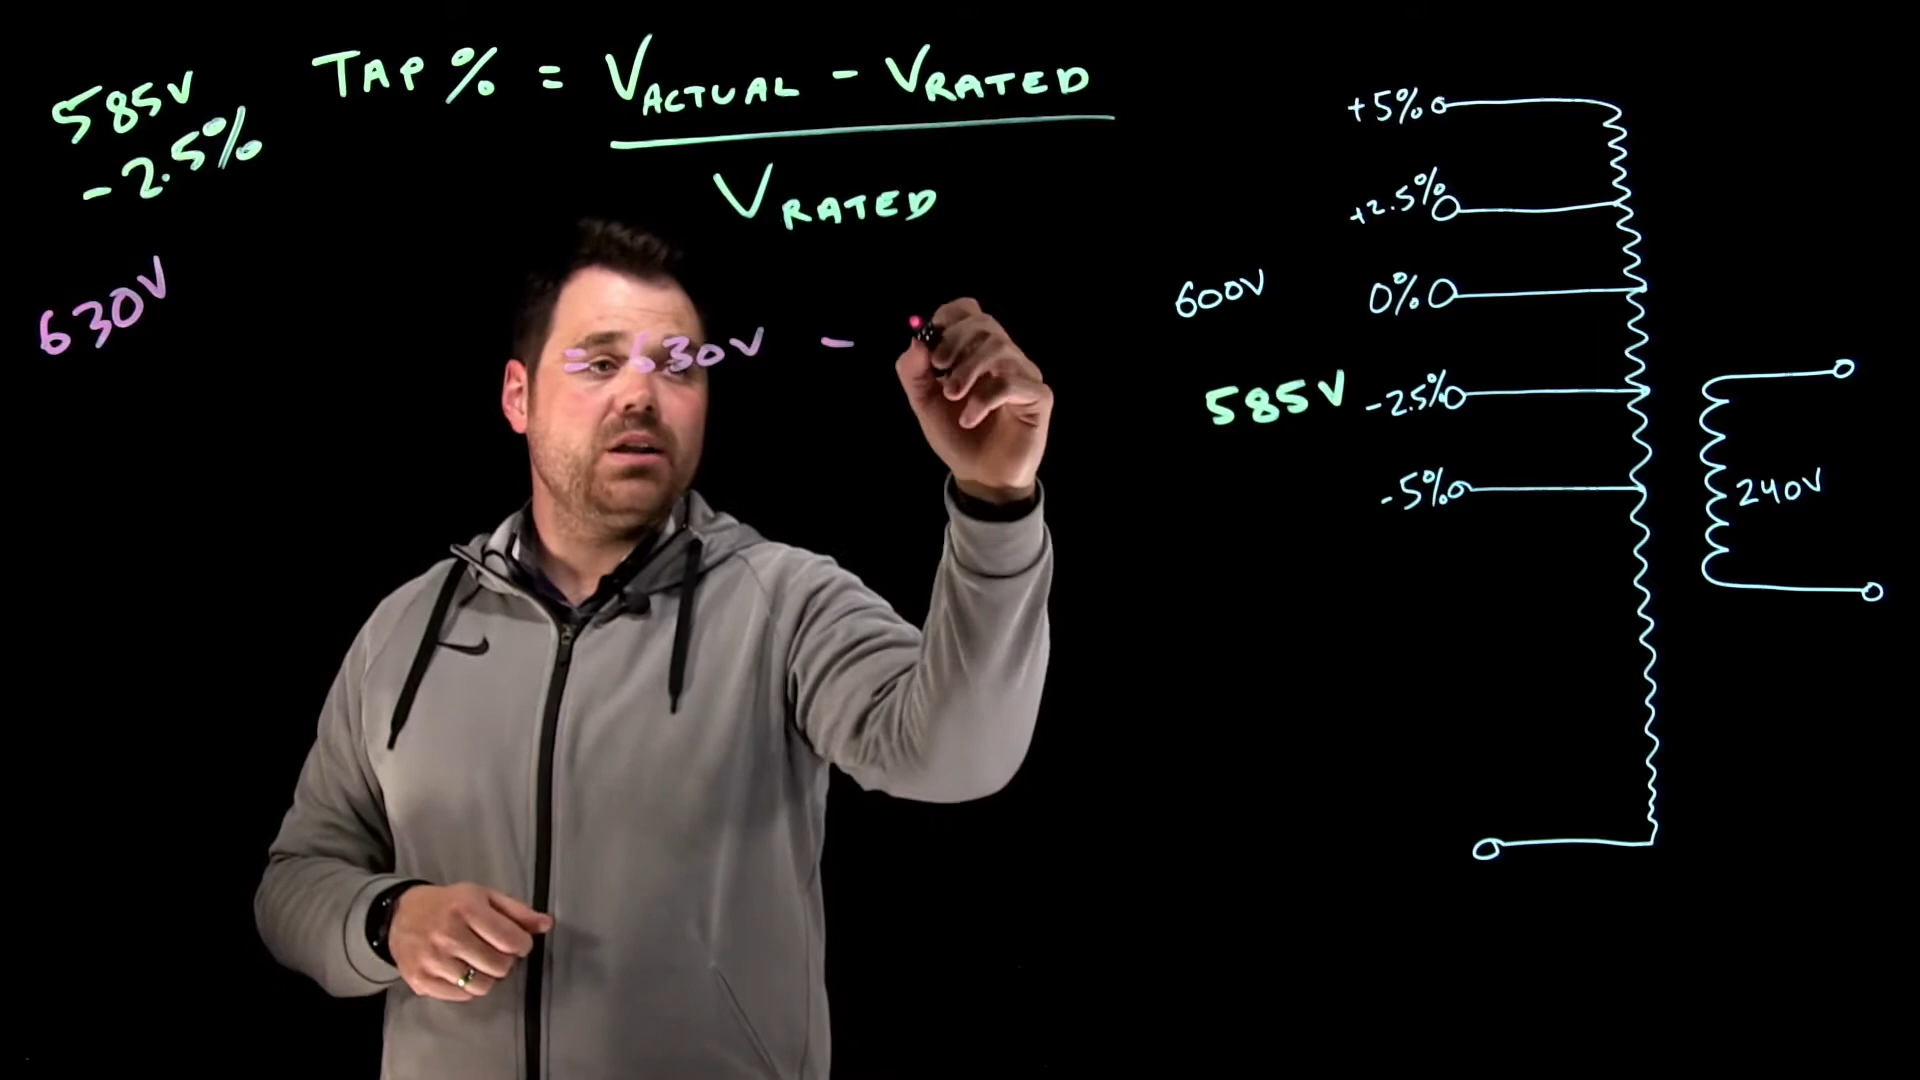 585V
-2.5%
TAP % = VACTUAL - VRATED
VRATED
630V
= 630V -
+5%
+2.5%
600V 0%
585V -2.5%
-5%
240V